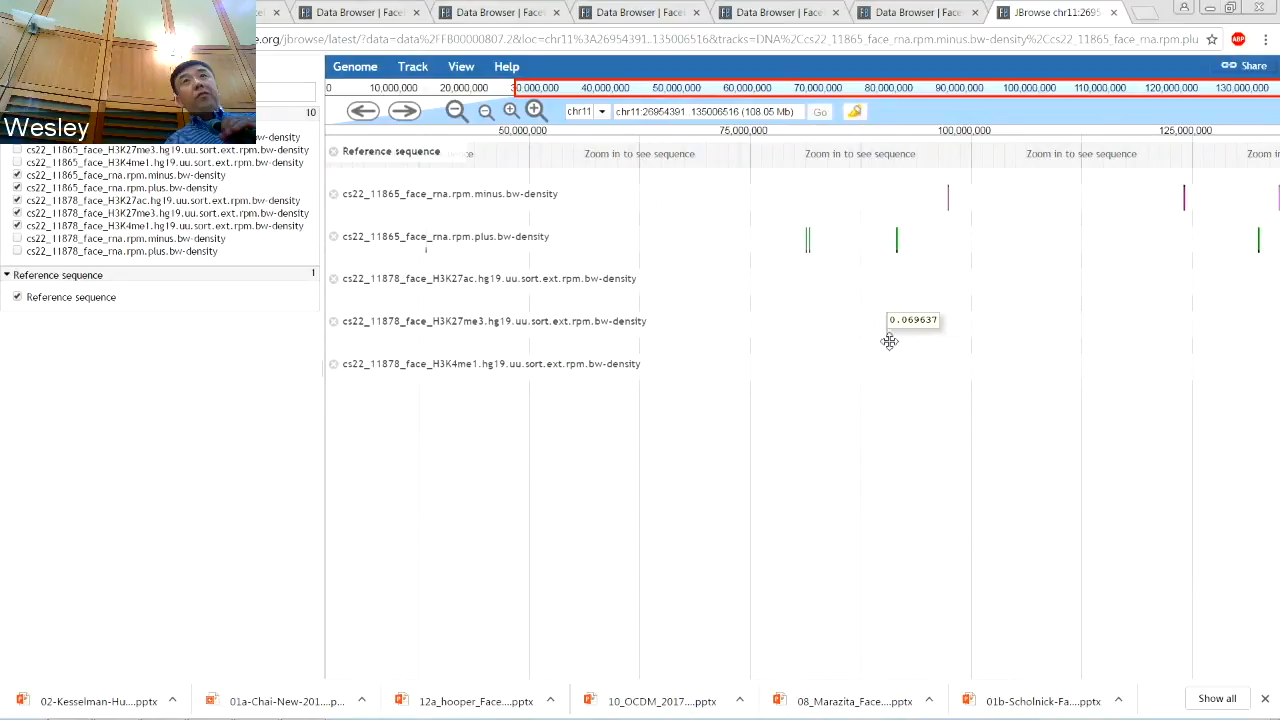 Data Browser | Facel
Data Browser | Facel
Data Browser | Facel
Data Browser | Facel
Data Browser | Facel
JBrowse chr11:2695
e.org/jbrowse/latest/?data=data%2FFB00000807.2&loc=chr11%3A26954391..135006516&tracks=DNA%2Ccs22_11865_face_rna.rpm.minus.bw-density%2Ccs22_11865_face_rna.rpm.plu
ABP
Wesley
Genome Track View Help Share
0 10,000,000 20,000,000 30,000,000 40,000,000 50,000,000 60,000,000 70,000,000 80,000,000 90,000,000 100,000,000 110,000,000 120,000,000 130,000,000
chr11 chr11:26954391..135006516 (108.05 Mb) Go
50,000,000 75,000,000 100,000,000 125,000,000
10
bw-density
cs22_11865_face_H3K27me3.hg19.uu.sort.ext.rpm.bw-density
cs22_11865_face_H3K4me1.hg19.uu.sort.ext.rpm.bw-density
cs22_11865_face_rna.rpm.minus.bw-density
cs22_11865_face_rna.rpm.plus.bw-density
cs22_11878_face_H3K27ac.hg19.uu.sort.ext.rpm.bw-density
cs22_11878_face_H3K27me3.hg19.uu.sort.ext.rpm.bw-density
cs22_11878_face_H3K4me1.hg19.uu.sort.ext.rpm.bw-density
cs22_11878_face_rna.rpm.minus.bw-density
cs22_11878_face_rna.rpm.plus.bw-density
Reference sequence 1
Reference sequence
Reference sequence Zoom in to see sequence Zoom in to see sequence Zoom in to see sequence Zoom in
cs22_11865_face_rna.rpm.minus.bw-density
cs22_11865_face_rna.rpm.plus.bw-density
cs22_11878_face_H3K27ac.hg19.uu.sort.ext.rpm.bw-density
cs22_11878_face_H3K27me3.hg19.uu.sort.ext.rpm.bw-density
0.069637
cs22_11878_face_H3K4me1.hg19.uu.sort.ext.rpm.bw-density
02-Kesselman-Hu....pptx
01a-Chai-New-201....pptx
12a_hooper_Face....pptx
10_OCDM_2017....pptx
08_Marazita_Face....pptx
01b-Scholnick-Fa....pptx
Show all